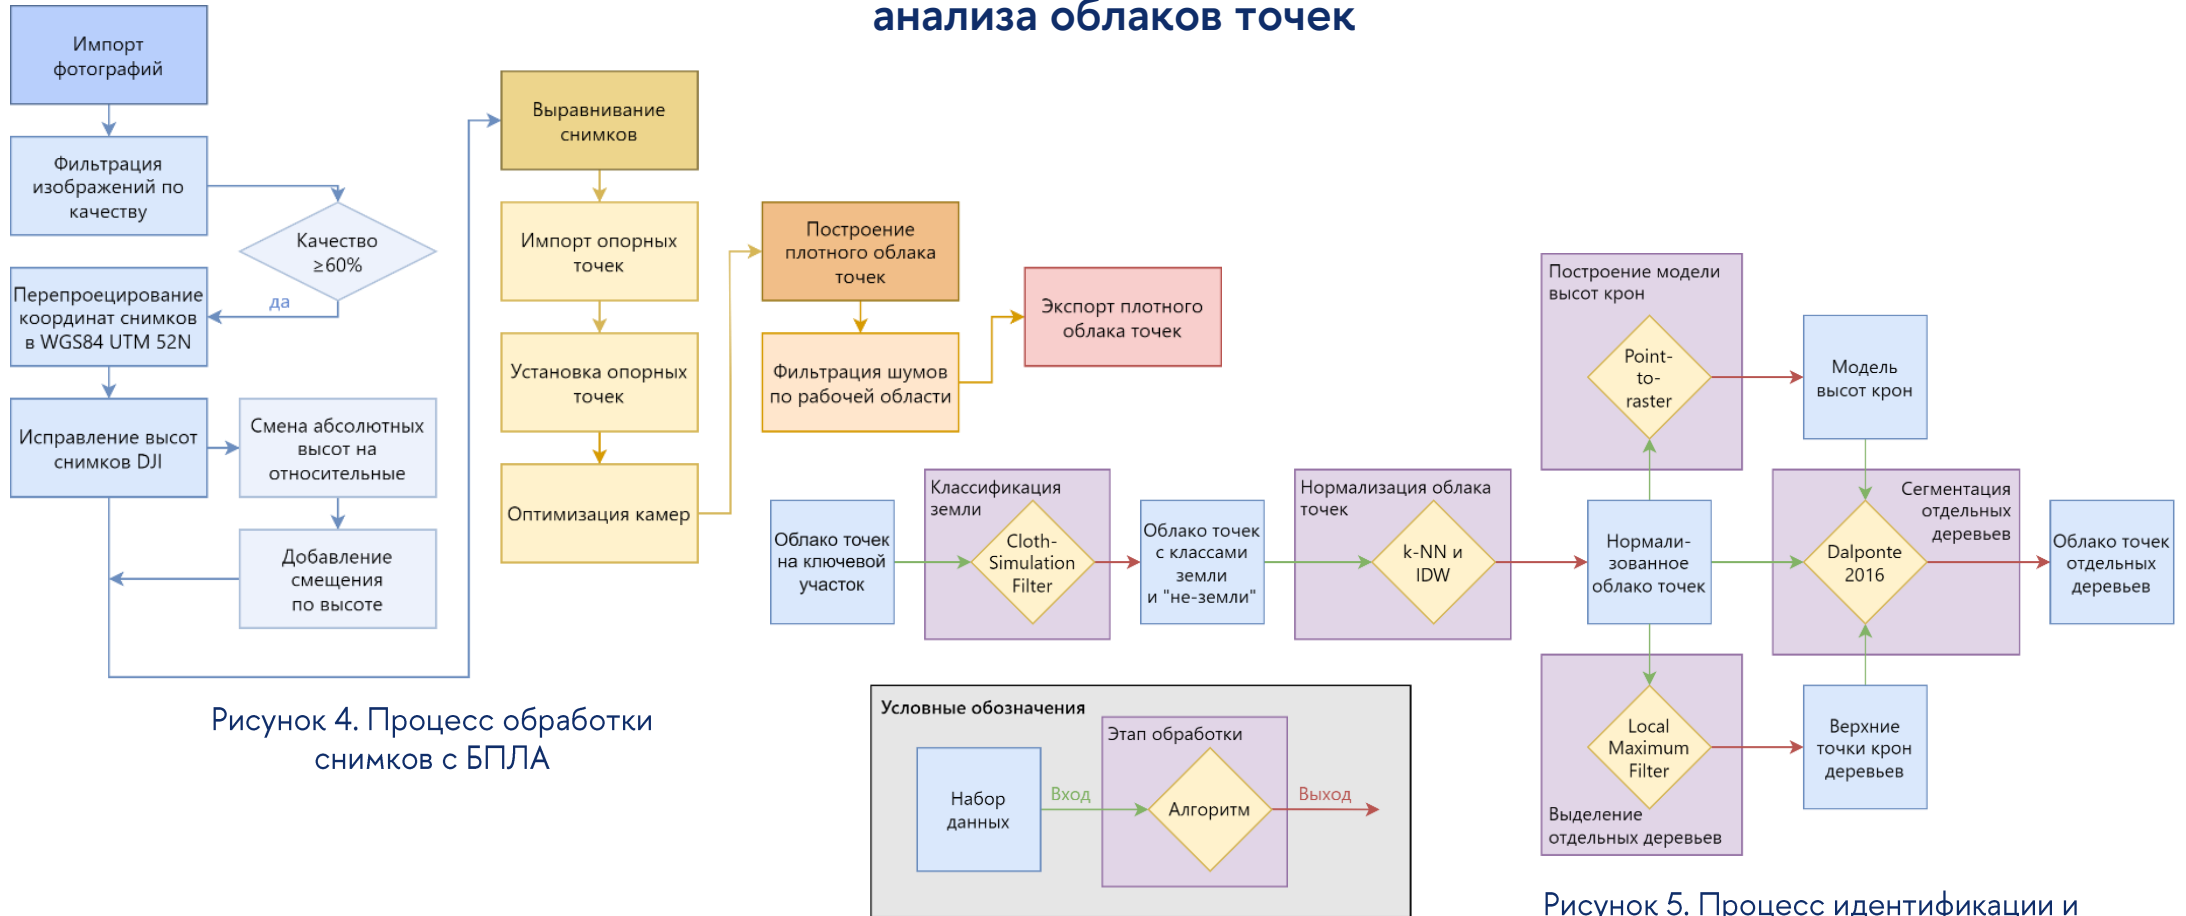 анализа облаков точек
Импорт
фотографий
Фильтрация
изображений по
качеству
Качество
≥60%
да
Перепроецирование
координат снимков
в WGS84 UTM 52N
Исправление высот
снимков DJI
Смена абсолютных
высот на
относительные
Добавление
смещения
по высоте
Выравнивание
снимков
Импорт опорных
точек
Установка опорных
точек
Оптимизация камер
Построение
плотного облака
точек
Фильтрация шумов
по рабочей области
Экспорт плотного
облака точек
Рисунок 4. Процесс обработки
снимков с БПЛА
Облако точек
на ключевой
участок
Классификация
земли
Cloth-
Simulation
Filter
Облако точек
с классами
земли
и "не-земли"
Нормализация облака
точек
k-NN и
IDW
Нормали-
зованное
облако точек
Построение модели
высот крон
Point-
to-
raster
Модель
высот крон
Сегментация
отдельных
деревьев
Dalponte
2016
Облако точек
отдельных
деревьев
Local
Maximum
Filter
Выделение
отдельных деревьев
Верхние
точки крон
деревьев
Условные обозначения
Набор
данных
Вход
Этап обработки
Алгоритм
Выход
Рисунок 5. Процесс идентификации и